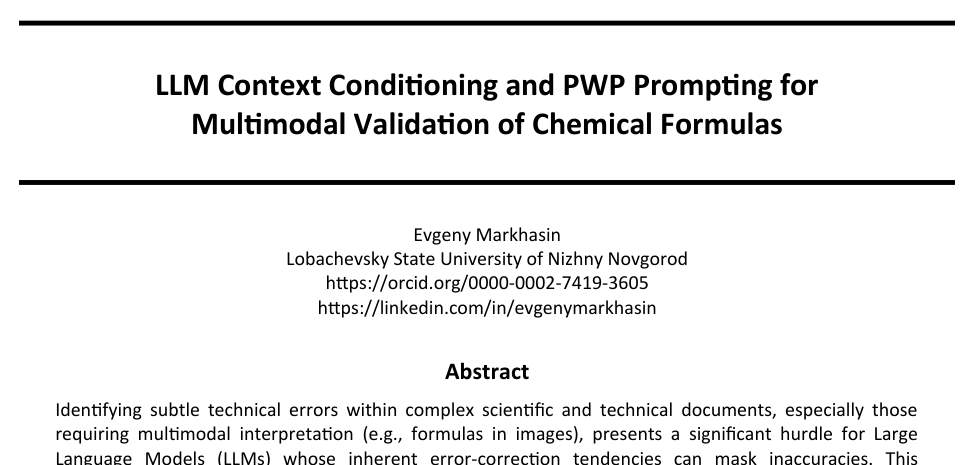 LLM Context Conditioning and PWP Prompting for
Multimodal Validation of Chemical Formulas
Evgeny Markhasin
Lobachevsky State University of Nizhny Novgorod
https://orcid.org/0000-0002-7419-3605
https://linkedin.com/in/evgenymarkhasin
Abstract
Identifying subtle technical errors within complex scientific and technical documents, especially those
requiring multimodal interpretation (e.g., formulas in images), presents a significant hurdle for Large
Language Models (LLMs) whose inherent error-correction tendencies can mask inaccuracies. This